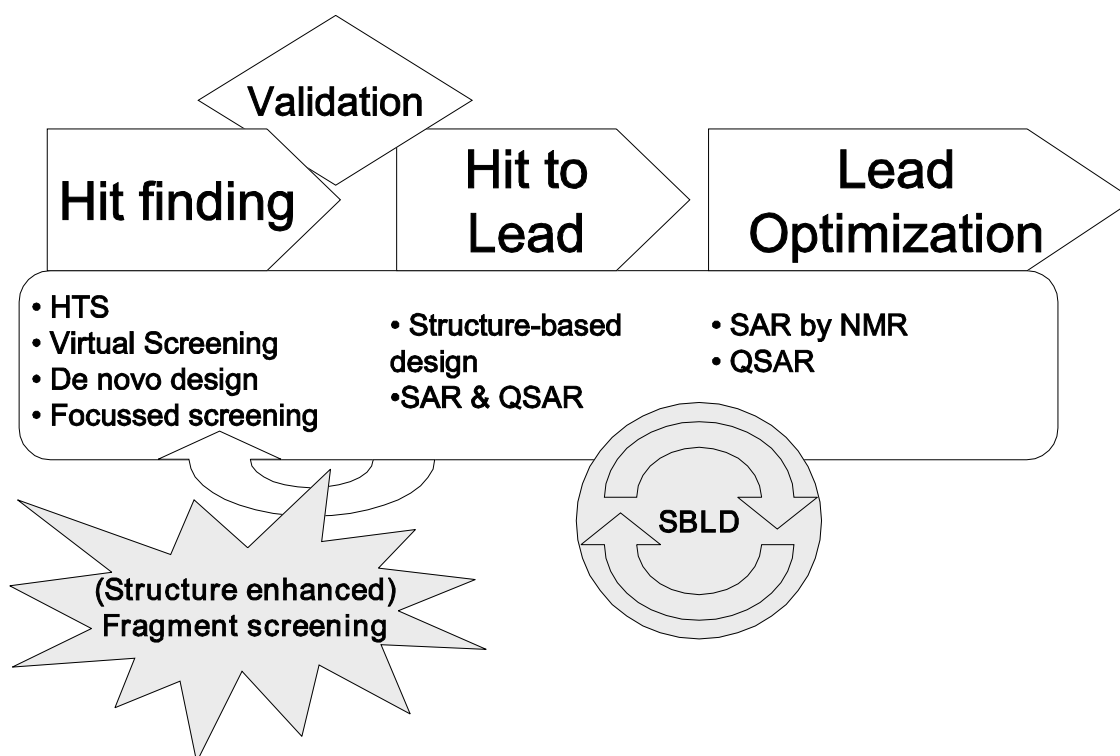 Validation
Hit finding
Hit to
Lead
Lead
Optimization
• HTS
• Virtual Screening
• De novo design
• Focussed screening
• Structure-based
design
•SAR & QSAR
• SAR by NMR
• QSAR
SBLD
(Structure enhanced)
Fragment screening